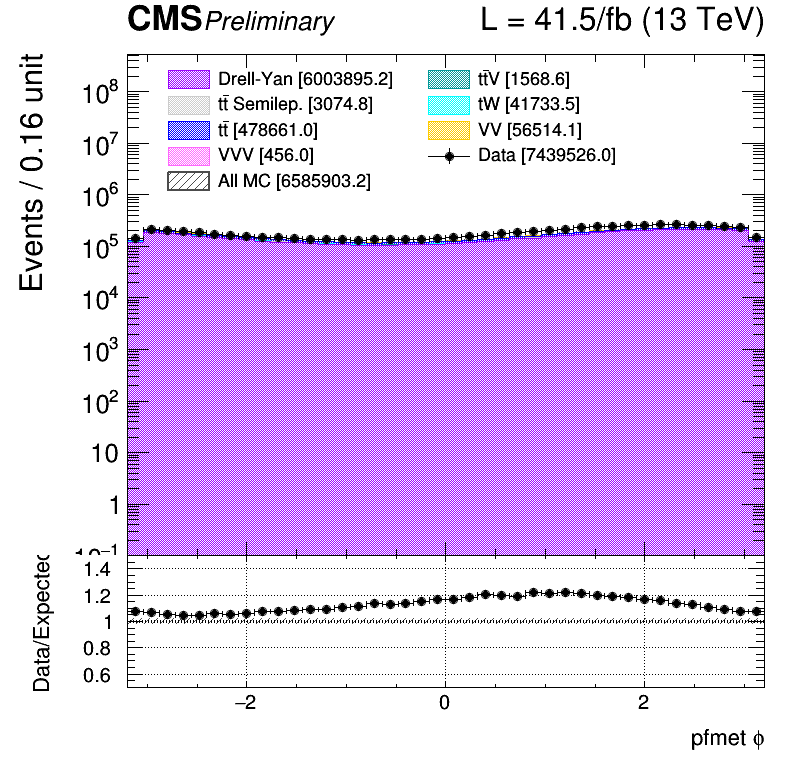 CMS Preliminary L = 41.5/fb (13 TeV)
Events / 0.16 unit
Drell-Yan [6003895.2]
tt̄ Semilep. [3074.8]
tt̄ [478661.0]
VVV [456.0]
All MC [6585903.2]
tt̄V [1568.6]
tW [41733.5]
VV [56514.1]
Data [7439526.0]
10⁸
10⁷
10⁶
10⁵
10⁴
10³
10²
10
1
10⁻¹
Data/Expected
1.4
1.2
1
0.8
0.6
−2 0 2
pfmet ϕ